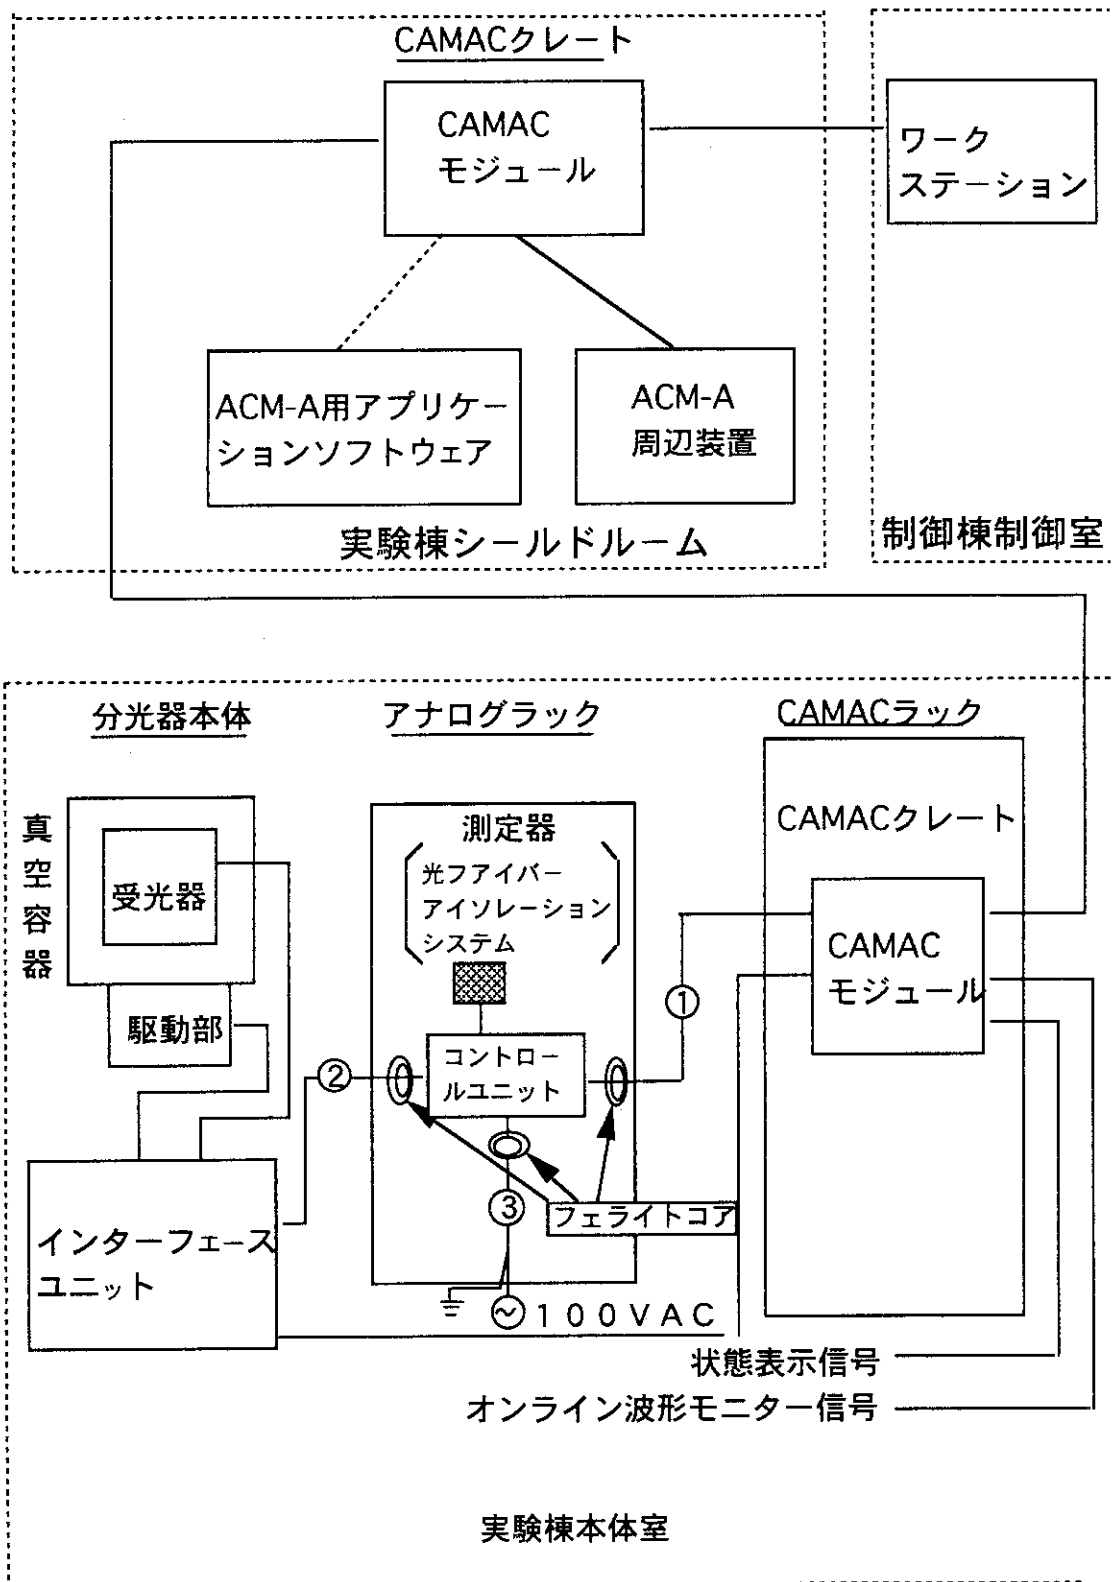 CAMACクレート
CAMAC
モジュール
ワーク
ステーション
ACM-A用アプリケー
ションソフトウェア
ACM-A
周辺装置
実験棟シールドルーム
制御棟制御室
分光器本体
アナログラック
CAMACラック
真空容器
受光器
駆動部
測定器
光フアイバー
アイソレーション
システム
CAMACクレート
CAMAC
モジュール
①
コントロー
ルユニット
②
③
フェライトコア
インターフェース
ユニット
100VAC
状態表示信号
オンライン波形モニター信号
実験棟本体室